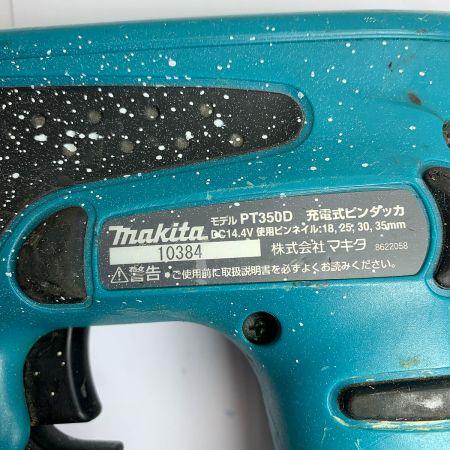 モデル PT350D 充電式ピンタッカ
makita DC14.4V 使用ピンネイル:18, 25, 30, 35mm
10384 株式会社マキタ 8622058
⚠警告:ご使用前に取扱説明書を必ずよくお読みください。